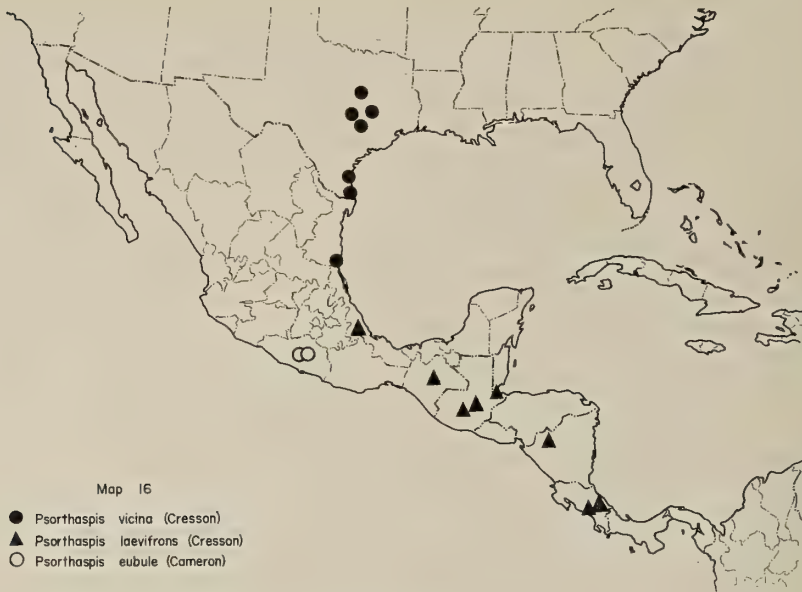 Map 16
Psorthaspis vicina (Cresson)
Psorthaspis laevifrons (Cresson)
Psorthaspis eubule (Cameron)